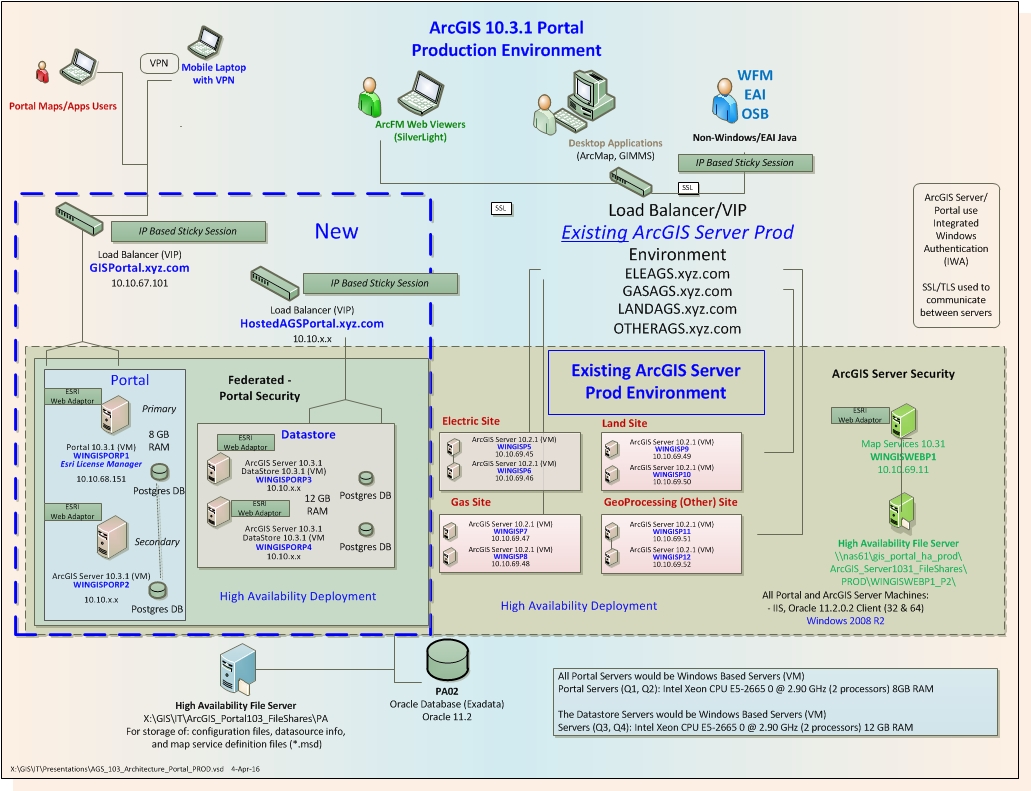 ArcGIS 10.3.1 Portal
Production Environment
VPN
Mobile Laptop
with VPN
Portal Maps/Apps Users
ArcFM Web Viewers
(SilverLight)
Desktop Applications
(ArcMap, GIMMS)
WFM
EAI
OSB
Non-Windows/EAI Java
IP Based Sticky Session
SSL
SSL
IP Based Sticky Session
New
Load Balancer (VIP)
GISPortal.xyz.com
10.10.67.101
IP Based Sticky Session
Load Balancer (VIP)
HostedAGSPortal.xyz.com
10.10.x.x
Load Balancer/VIP
Existing ArcGIS Server Prod
Environment
ELEAGS.xyz.com
GASAGS.xyz.com
LANDAGS.xyz.com
OTHERAGS.xyz.com
ArcGIS Server/
Portal use
Integrated
Windows
Authentication
(IWA)
SSL/TLS used to
communicate
between servers
Portal
ESRI
Web Adaptor
Primary
8 GB
RAM
Portal 10.3.1 (VM)
WINGISPORP1
Esri License Manager
10.10.68.151
Postgres DB
ESRI
Web Adaptor
Secondary
ArcGIS Server 10.3.1 (VM)
WINGISPORP2
10.10.x.x
Postgres DB
Federated -
Portal Security
ESRI
Web Adaptor
Datastore
ArcGIS Server 10.3.1
DataStore 10.3.1 (VM)
WINGISPORP3
10.10.x.x
Postgres DB
12 GB
RAM
ESRI
Web Adaptor
ArcGIS Server 10.3.1
DataStore 10.3.1 (VM)
WINGISPORP4
10.10.x.x
Postgres DB
High Availability Deployment
Existing ArcGIS Server
Prod Environment
Electric Site
ArcGIS Server 10.2.1 (VM)
WINGISP5
10.10.69.45
ArcGIS Server 10.2.1 (VM)
WINGISP6
10.10.69.46
Land Site
ArcGIS Server 10.2.1 (VM)
WINGISP9
10.10.69.49
ArcGIS Server 10.2.1 (VM)
WINGISP10
10.10.69.50
Gas Site
ArcGIS Server 10.2.1 (VM)
WINGISP7
10.10.69.47
ArcGIS Server 10.2.1 (VM)
WINGISP8
10.10.69.48
GeoProcessing (Other) Site
ArcGIS Server 10.2.1 (VM)
WINGISP11
10.10.69.51
ArcGIS Server 10.2.1 (VM)
WINGISP12
10.10.69.52
High Availability Deployment
ArcGIS Server Security
ESRI
Web Adaptor
Map Services 10.31
WINGISWEBP1
10.10.69.11
High Availability File Server
\\nas61\gis_portal_ha_prod\
ArcGIS_Server1031_FileShares\
PROD\WINGISWEBP1_P2\
All Portal and ArcGIS Server Machines:
- IIS, Oracle 11.2.0.2 Client (32 & 64)
Windows 2008 R2
High Availability File Server
X:\GIS\IT\ArcGIS_Portal103_FileShares\PA
For storage of: configuration files, datasource info,
and map service definition files (*.msd)
PA02
Oracle Database (Exadata)
Oracle 11.2
All Portal Servers would be Windows Based Servers (VM)
Portal Servers (Q1, Q2): Intel Xeon CPU E5-2665 0 @ 2.90 GHz (2 processors) 8GB RAM
The Datastore Servers would be Windows Based Servers (VM)
Servers (Q3, Q4): Intel Xeon CPU E5-2665 0 @ 2.90 GHz (2 processors) 12 GB RAM
X:\GIS\IT\Presentations\AGS_103_Architecture_Portal_PROD.vsd 4-Apr-16